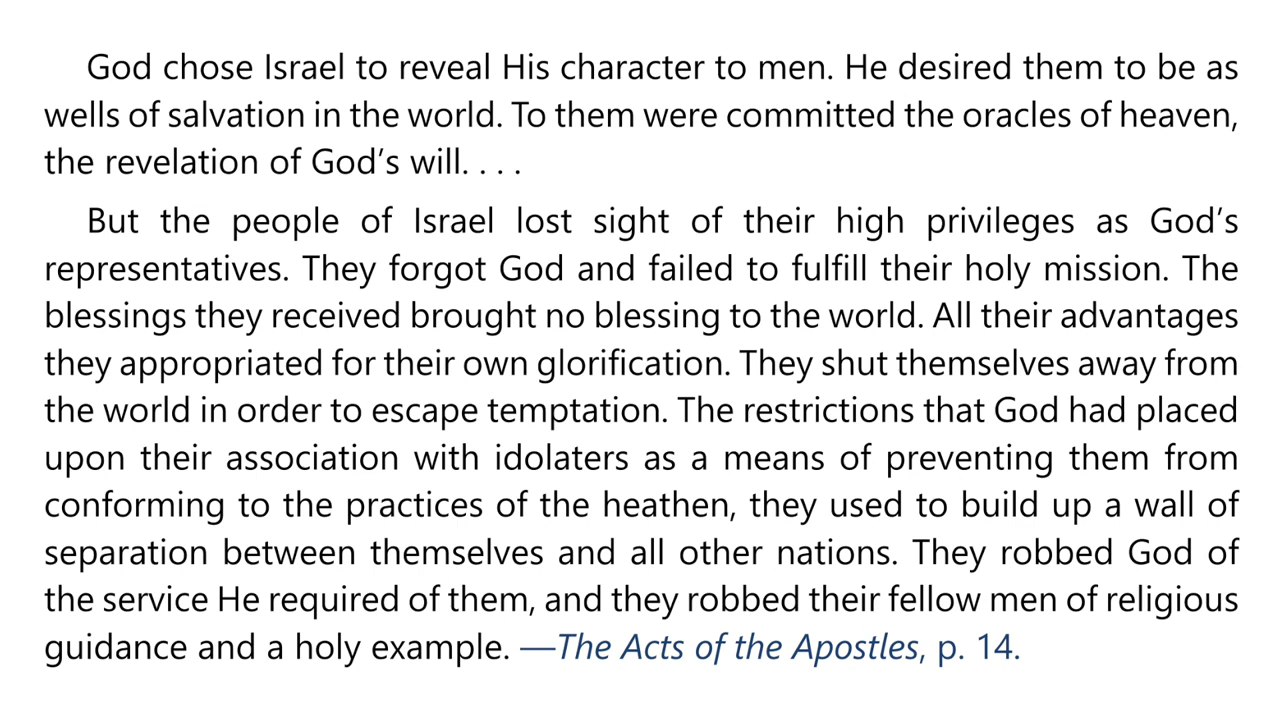 God chose Israel to reveal His character to men. He desired them to be as
wells of salvation in the world. To them were committed the oracles of heaven,
the revelation of God’s will. . . .
But the people of Israel lost sight of their high privileges as God’s
representatives. They forgot God and failed to fulfill their holy mission. The
blessings they received brought no blessing to the world. All their advantages
they appropriated for their own glorification. They shut themselves away from
the world in order to escape temptation. The restrictions that God had placed
upon their association with idolaters as a means of preventing them from
conforming to the practices of the heathen, they used to build up a wall of
separation between themselves and all other nations. They robbed God of
the service He required of them, and they robbed their fellow men of religious
guidance and a holy example. —The Acts of the Apostles, p. 14.